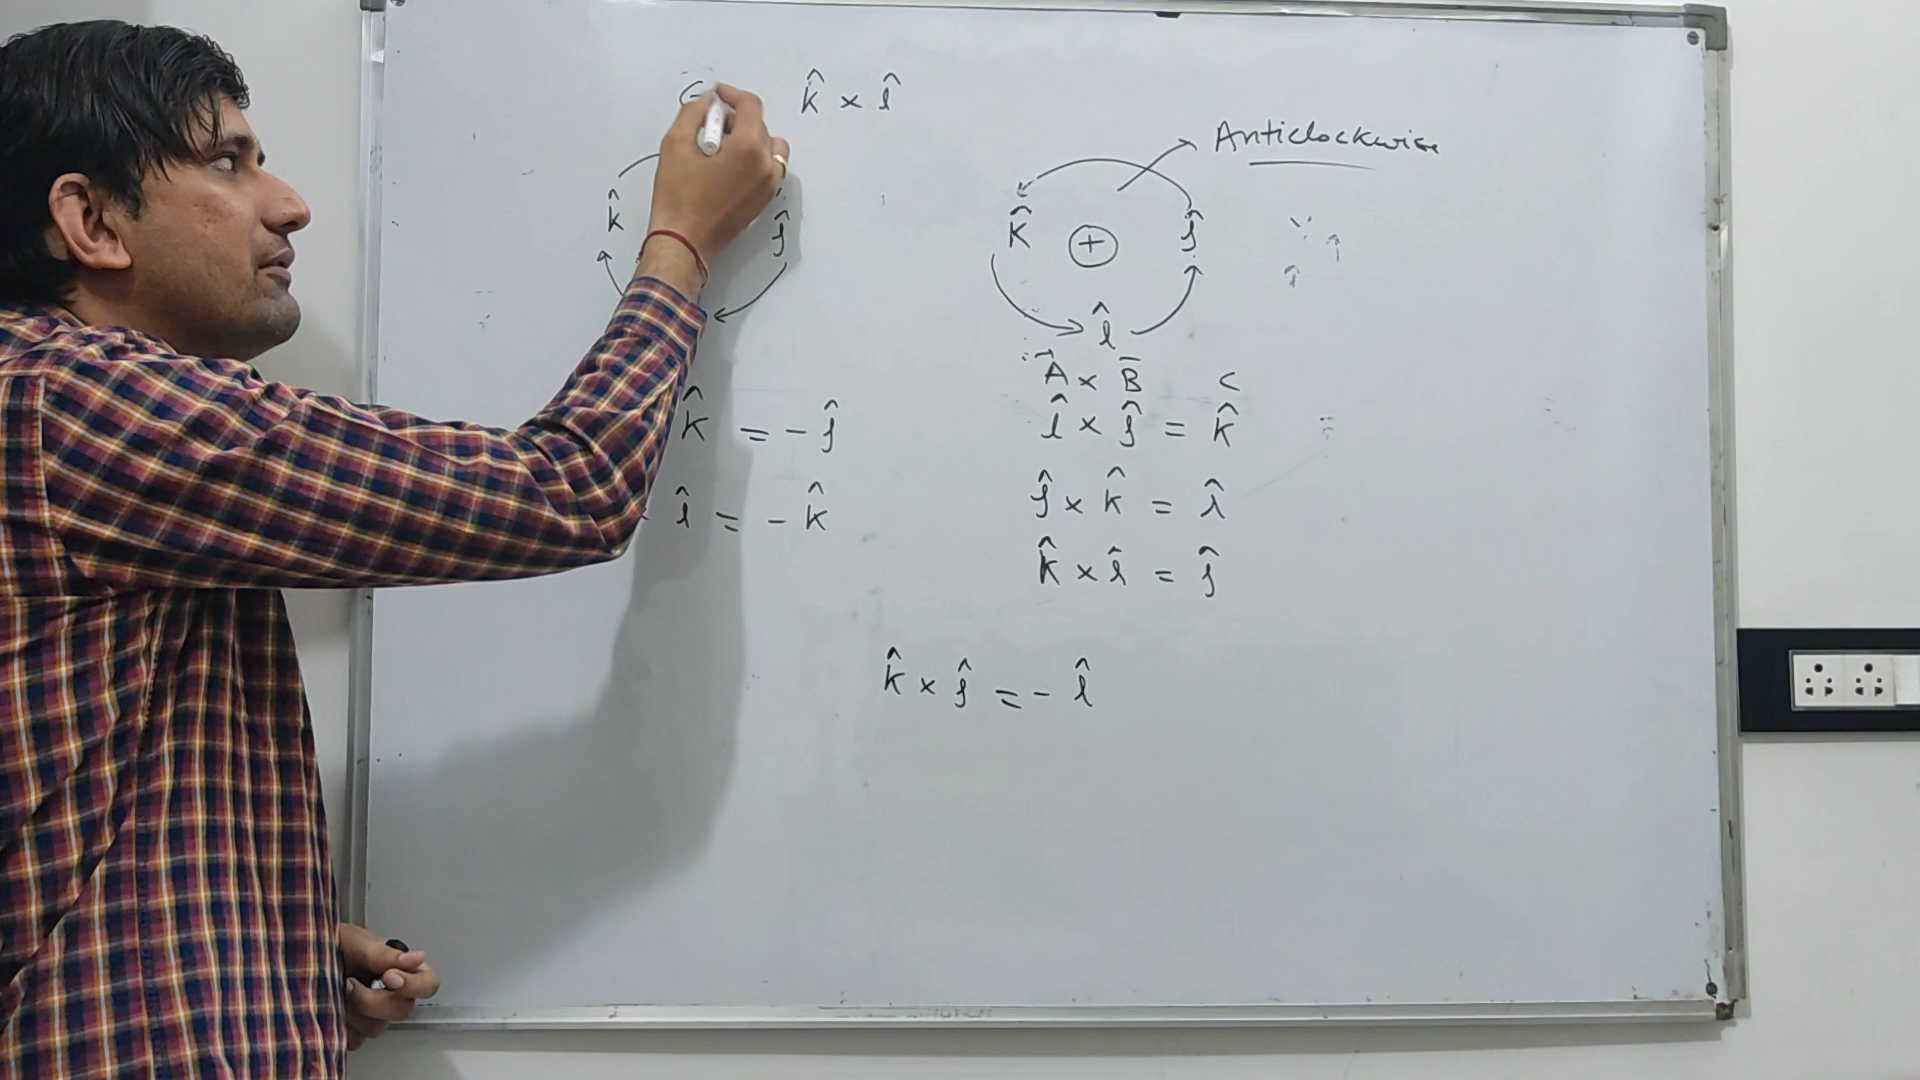 k̂ × î
Anticlockwise
k̂ ĵ
k̂ + ĵ
î
A⃗ × B̅ C
k̂ = - ĵ
î × ĵ = k̂
î = - k̂
ĵ × k̂ = î
k̂ × î = ĵ
k̂ × ĵ = - î